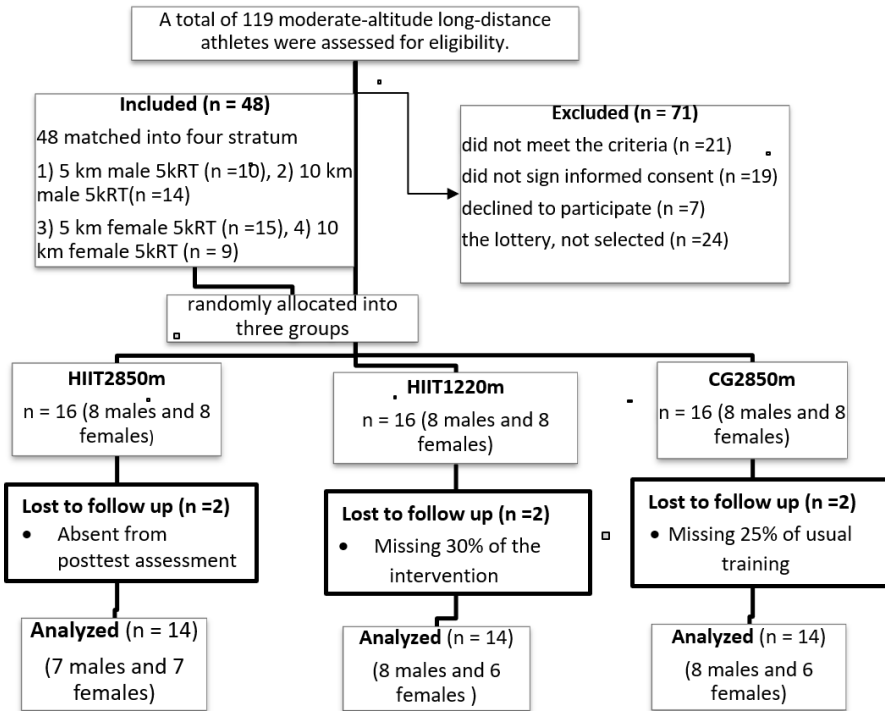 A total of 119 moderate-altitude long-distance
athletes were assessed for eligibility.
Included (n = 48)
48 matched into four stratum
1) 5 km male 5kRT (n =10), 2) 10 km
male 5kRT(n =14)
3) 5 km female 5kRT (n =15), 4) 10
km female 5kRT (n = 9)
Excluded (n = 71)
did not meet the criteria (n =21)
did not sign informed consent (n =19)
declined to participate (n =7)
the lottery, not selected (n =24)
randomly allocated into
three groups
HIIT2850m
n = 16 (8 males and 8
females)
HIIT1220m
n = 16 (8 males and 8
females)
CG2850m
n = 16 (8 males and 8
females)
Lost to follow up (n =2)
• Absent from
posttest assessment
Lost to follow up (n =2)
• Missing 30% of the
intervention
Lost to follow up (n =2)
• Missing 25% of usual
training
Analyzed (n = 14)
(7 males and 7
females)
Analyzed (n = 14)
(8 males and 6
females )
Analyzed (n = 14)
(8 males and 6
females)